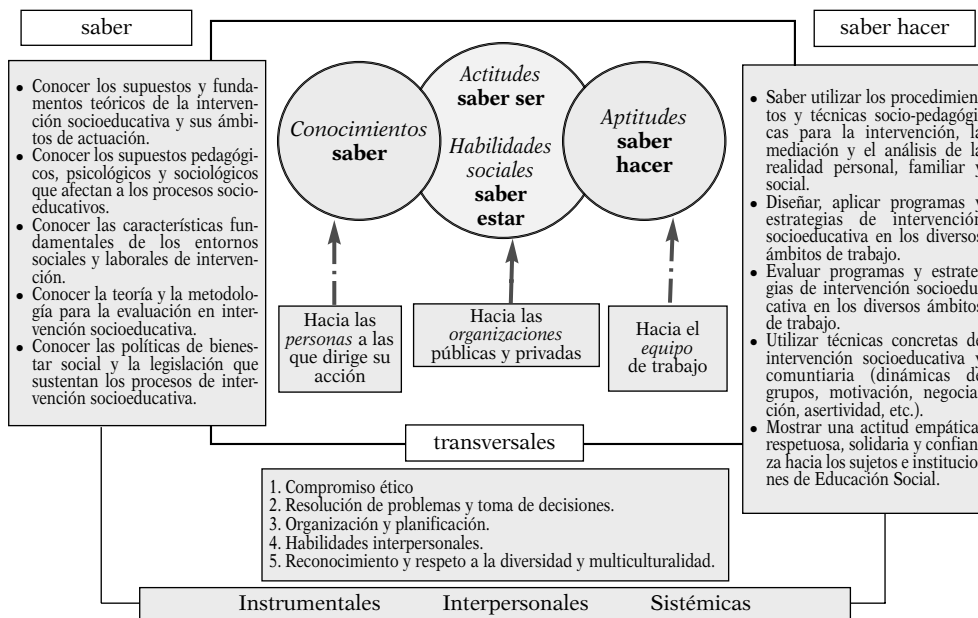 saber
• Conocer los supuestos y funda-
mentos teóricos de la interven-
ción socioeducativa y sus ámbi-
tos de actuación.
• Conocer los supuestos pedagógi-
cos, psicológicos y sociológicos
que afectan a los procesos socio-
educativos.
• Conocer las características fun-
damentales de los entornos
sociales y laborales de interven-
ción.
• Conocer la teoría y la metodolo-
gía para la evaluación en inter-
vención socioeducativa.
• Conocer las políticas de bienes-
tar social y la legislación que
sustentan los procesos de inter-
vención socioeducativa.
Conocimientos
saber
Actitudes
saber ser
Habilidades
sociales
saber
estar
Aptitudes
saber
hacer
Hacia las
personas a las
que dirige su
acción
Hacia las
organizaciones
públicas y privadas
Hacia el
equipo
de trabajo
saber hacer
• Saber utilizar los procedimien
tos y técnicas socio-pedagógi
cas para la intervención, la
mediación y el análisis de la
realidad personal, familiar y
social.
• Diseñar, aplicar programas y
estrategias de intervención
socioeducativa en los diversos
ámbitos de trabajo.
• Evaluar programas y estrate
gias de intervención socioedu
cativa en los diversos ámbitos
de trabajo.
• Utilizar técnicas concretas de
intervención socioeducativa y
comuntiaria (dinámicas de
grupos, motivación, negocia
ción, asertividad, etc.).
• Mostrar una actitud empática,
respetuosa, solidaria y confian
za hacia los sujetos e institucio
nes de Educación Social.
transversales
1. Compromiso ético
2. Resolución de problemas y toma de decisiones.
3. Organización y planificación.
4. Habilidades interpersonales.
5. Reconocimiento y respeto a la diversidad y multiculturalidad.
Instrumentales Interpersonales Sistémicas